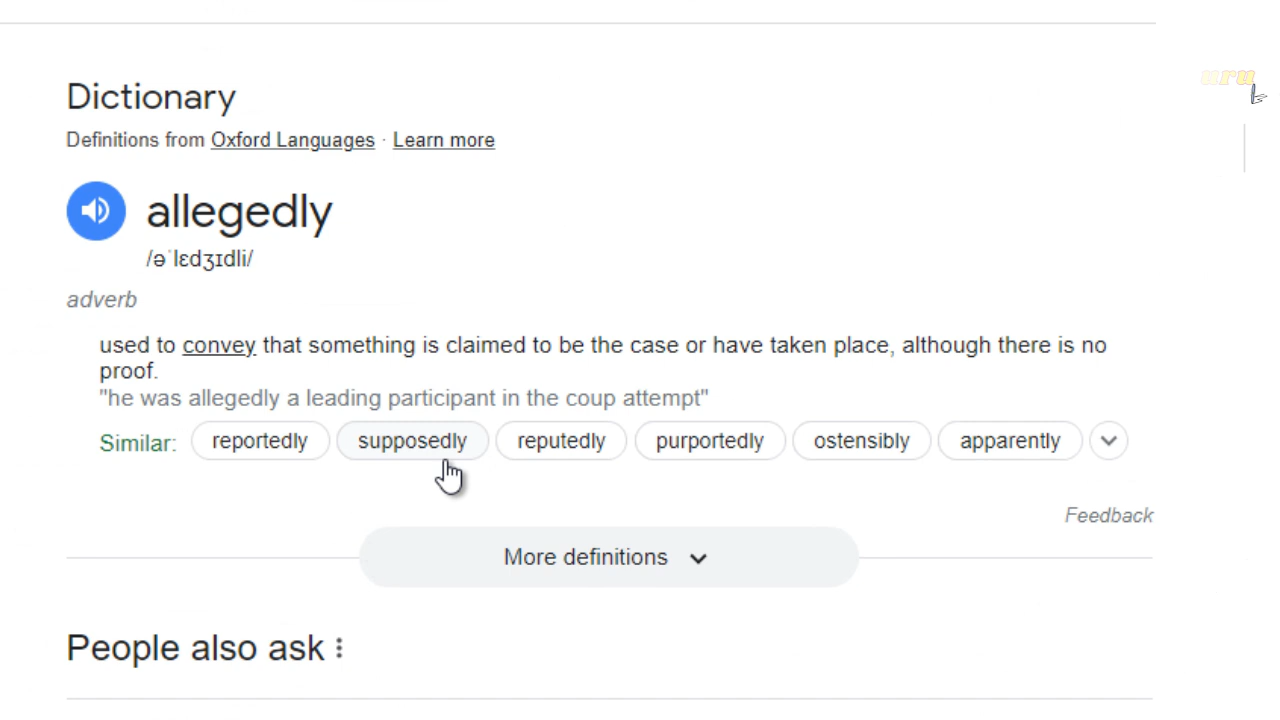 Dictionary
Definitions from Oxford Languages · Learn more
allegedly
/əˈlɛdʒɪdli/
adverb
used to convey that something is claimed to be the case or have taken place, although there is no
proof.
"he was allegedly a leading participant in the coup attempt"
Similar: reportedly supposedly reputedly purportedly ostensibly apparently
Feedback
More definitions
People also ask
uru